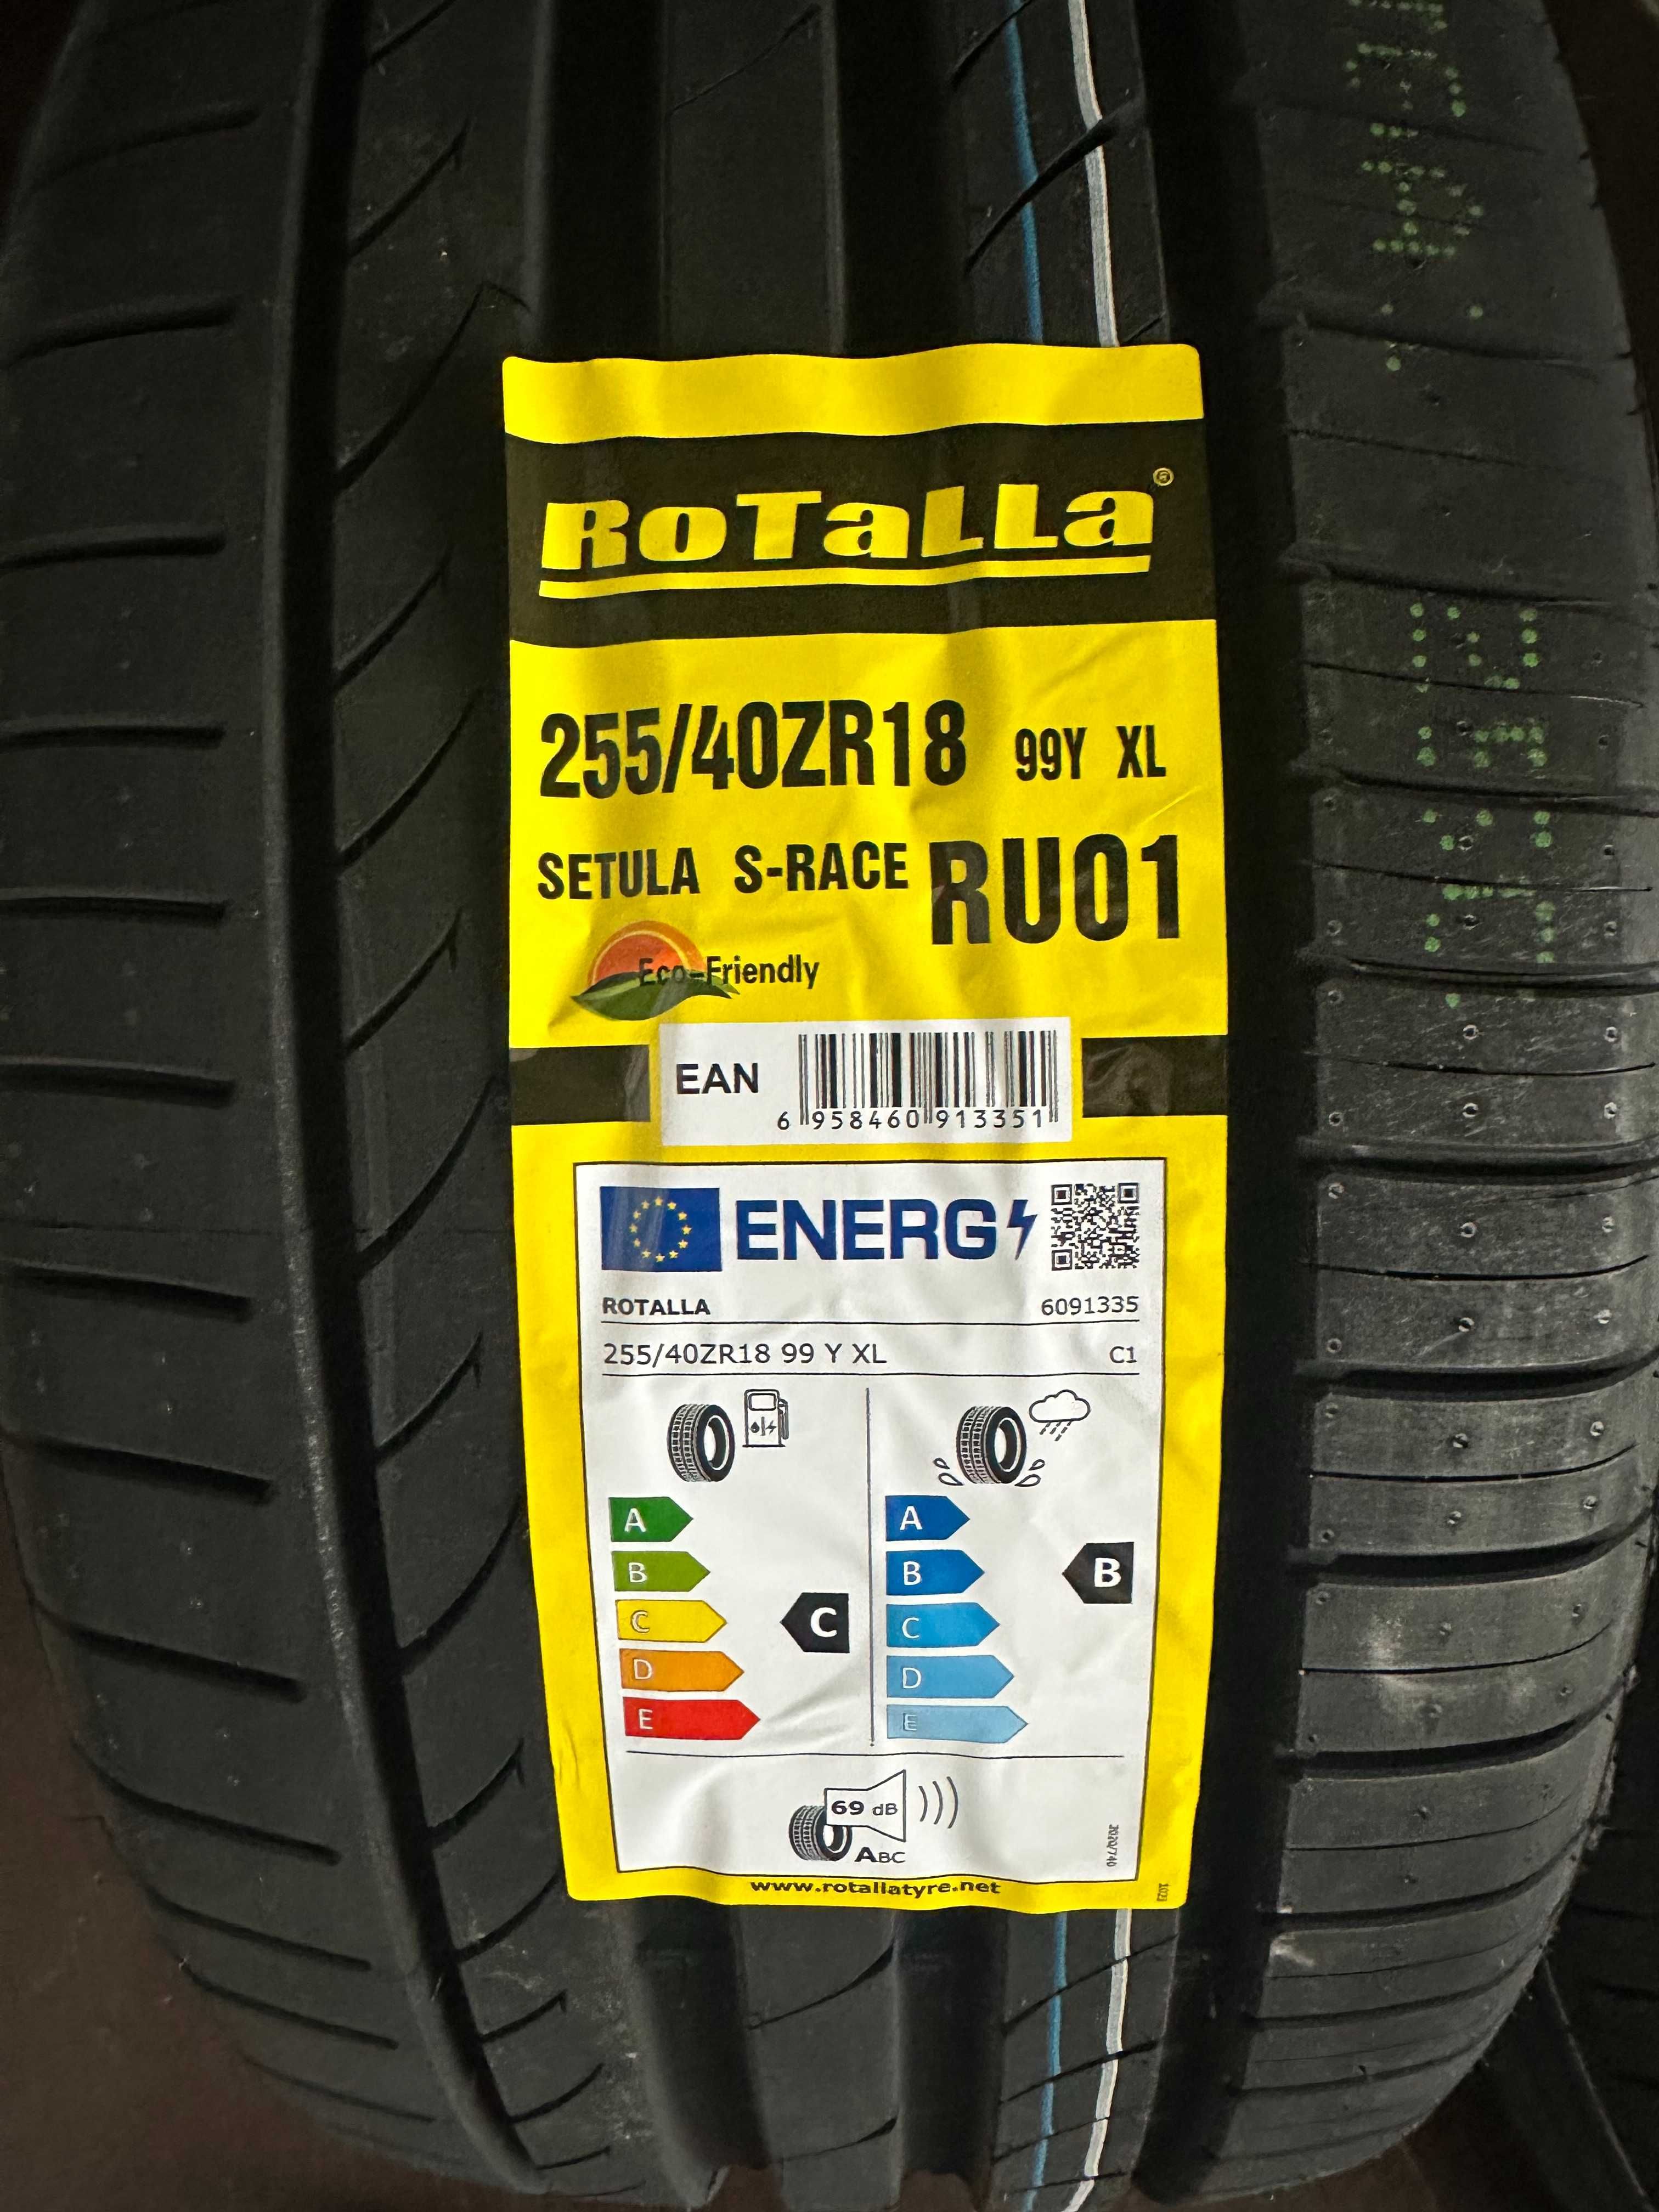 RoTaLLa®
255/40ZR18 99Y XL
SETULA S-RACE RU01
Eco-Friendly
EAN
6 958460 913351
ENERG
ROTALLA 6091335
255/40ZR18 99 Y XL C1
A A
B B B
C C C
D D
E E
69 dB
ABC
2020/740
www.rotallatyre.net